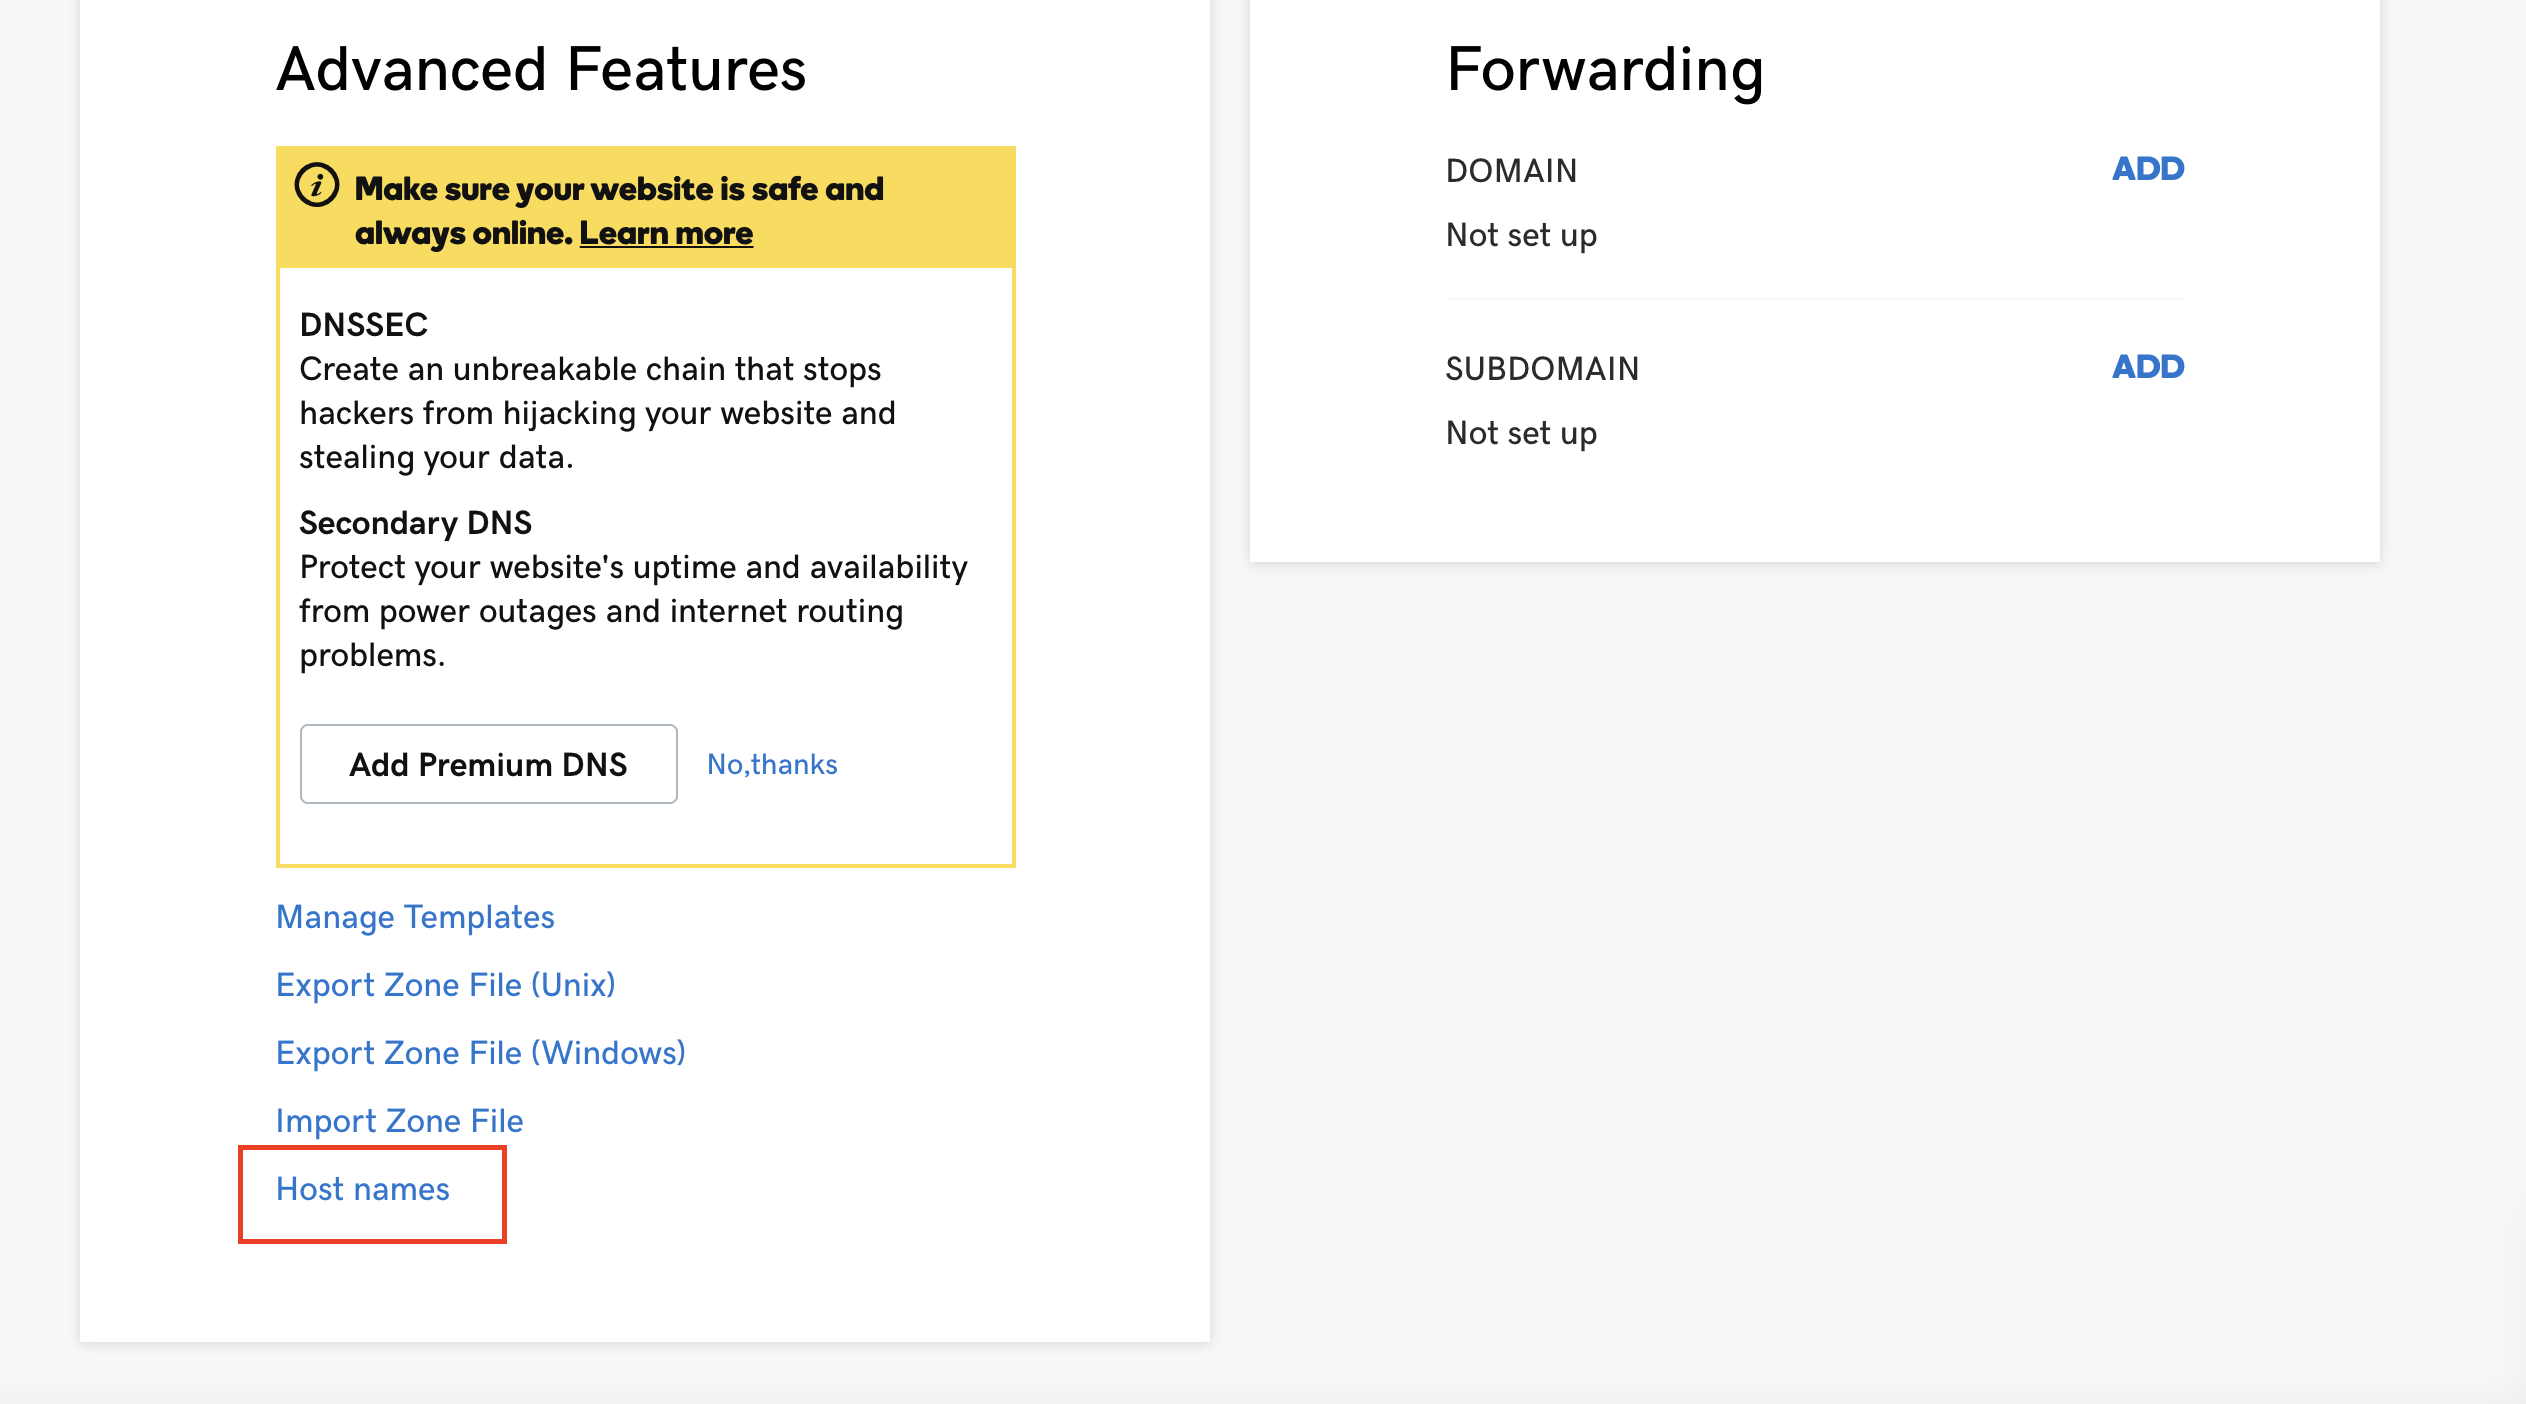 Advanced Features
Make sure your website is safe and
always online. Learn more
DNSSEC
Create an unbreakable chain that stops
hackers from hijacking your website and
stealing your data.
Secondary DNS
Protect your website's uptime and availability
from power outages and internet routing
problems.
Add Premium DNS
No,thanks
Manage Templates
Export Zone File (Unix)
Export Zone File (Windows)
Import Zone File
Host names
Forwarding
DOMAIN
ADD
Not set up
SUBDOMAIN
ADD
Not set up